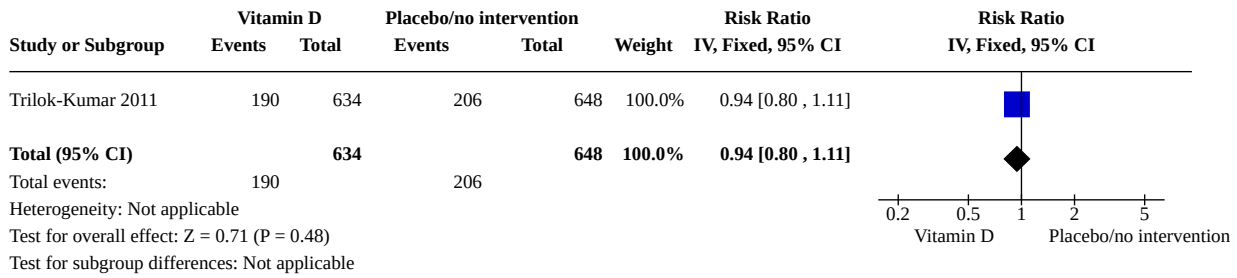 Vitamin D Placebo/no intervention Risk Ratio Risk Ratio
Study or Subgroup Events Total Events Total Weight IV, Fixed, 95% CI IV, Fixed, 95% CI
Trilok-Kumar 2011 190 634 206 648 100.0% 0.94 [0.80 , 1.11]
Total (95% CI) 634 648 100.0% 0.94 [0.80 , 1.11]
Total events: 190 206
Heterogeneity: Not applicable
Test for overall effect: Z = 0.71 (P = 0.48)
Test for subgroup differences: Not applicable
0.2 0.5 1 2 5
Vitamin D Placebo/no intervention